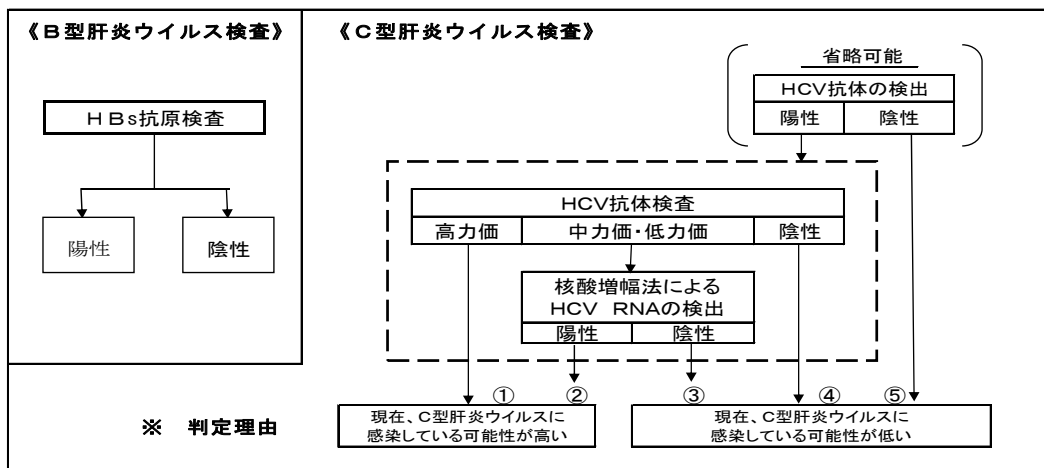 《B型肝炎ウイルス検査》
HBs抗原検査
陽性
陰性
《C型肝炎ウイルス検査》
省略可能
HCV抗体の検出
陽性
陰性
HCV抗体検査
高力価
中力価・低力価
陰性
核酸増幅法による
HCV RNAの検出
陽性
陰性
①
②
③
④
⑤
※ 判定理由
現在、C型肝炎ウイルスに
感染している可能性が高い
現在、C型肝炎ウイルスに
感染している可能性が低い